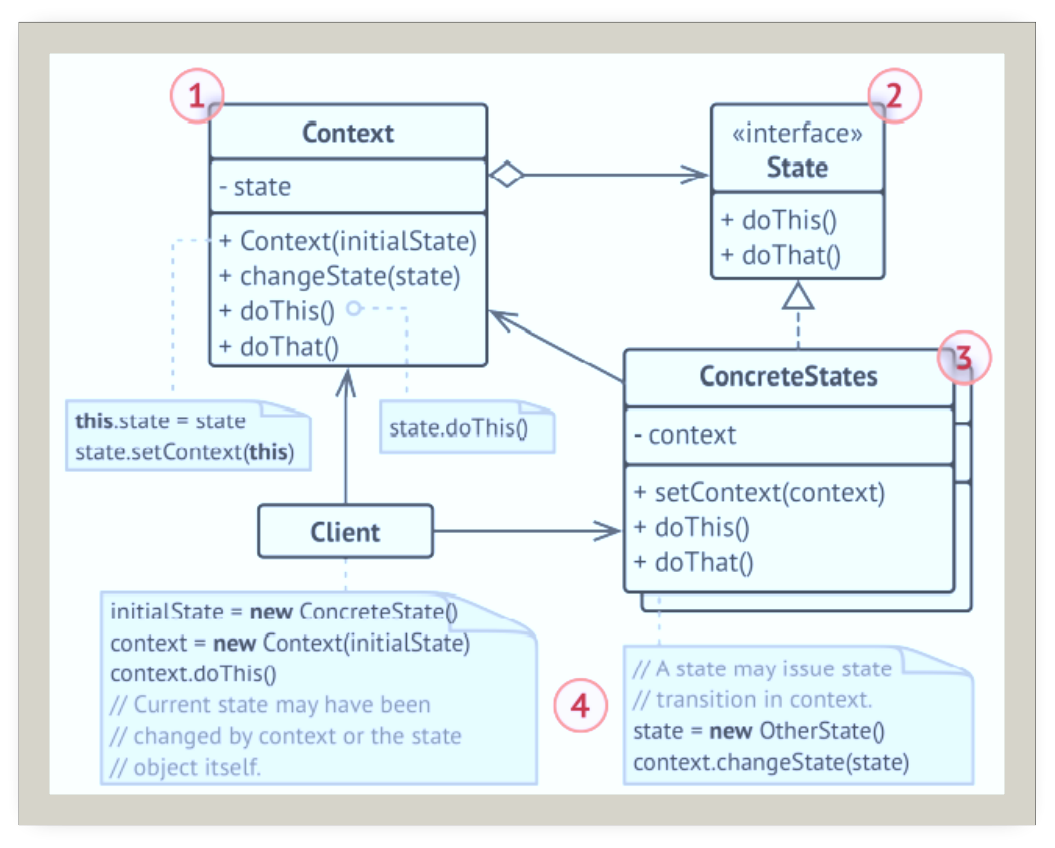 1
Context
- state
+ Context(initialState)
+ changeState(state)
+ doThis()
+ doThat()
2
«interface»
State
+ doThis()
+ doThat()
3
ConcreteStates
- context
+ setContext(context)
+ doThis()
+ doThat()
this.state = state
state.setContext(this)
state.doThis()
Client
initialState = new ConcreteState()
context = new Context(initialState)
context.doThis()
// Current state may have been
// changed by context or the state
// object itself.
4
// A state may issue state
// transition in context.
state = new OtherState()
context.changeState(state)